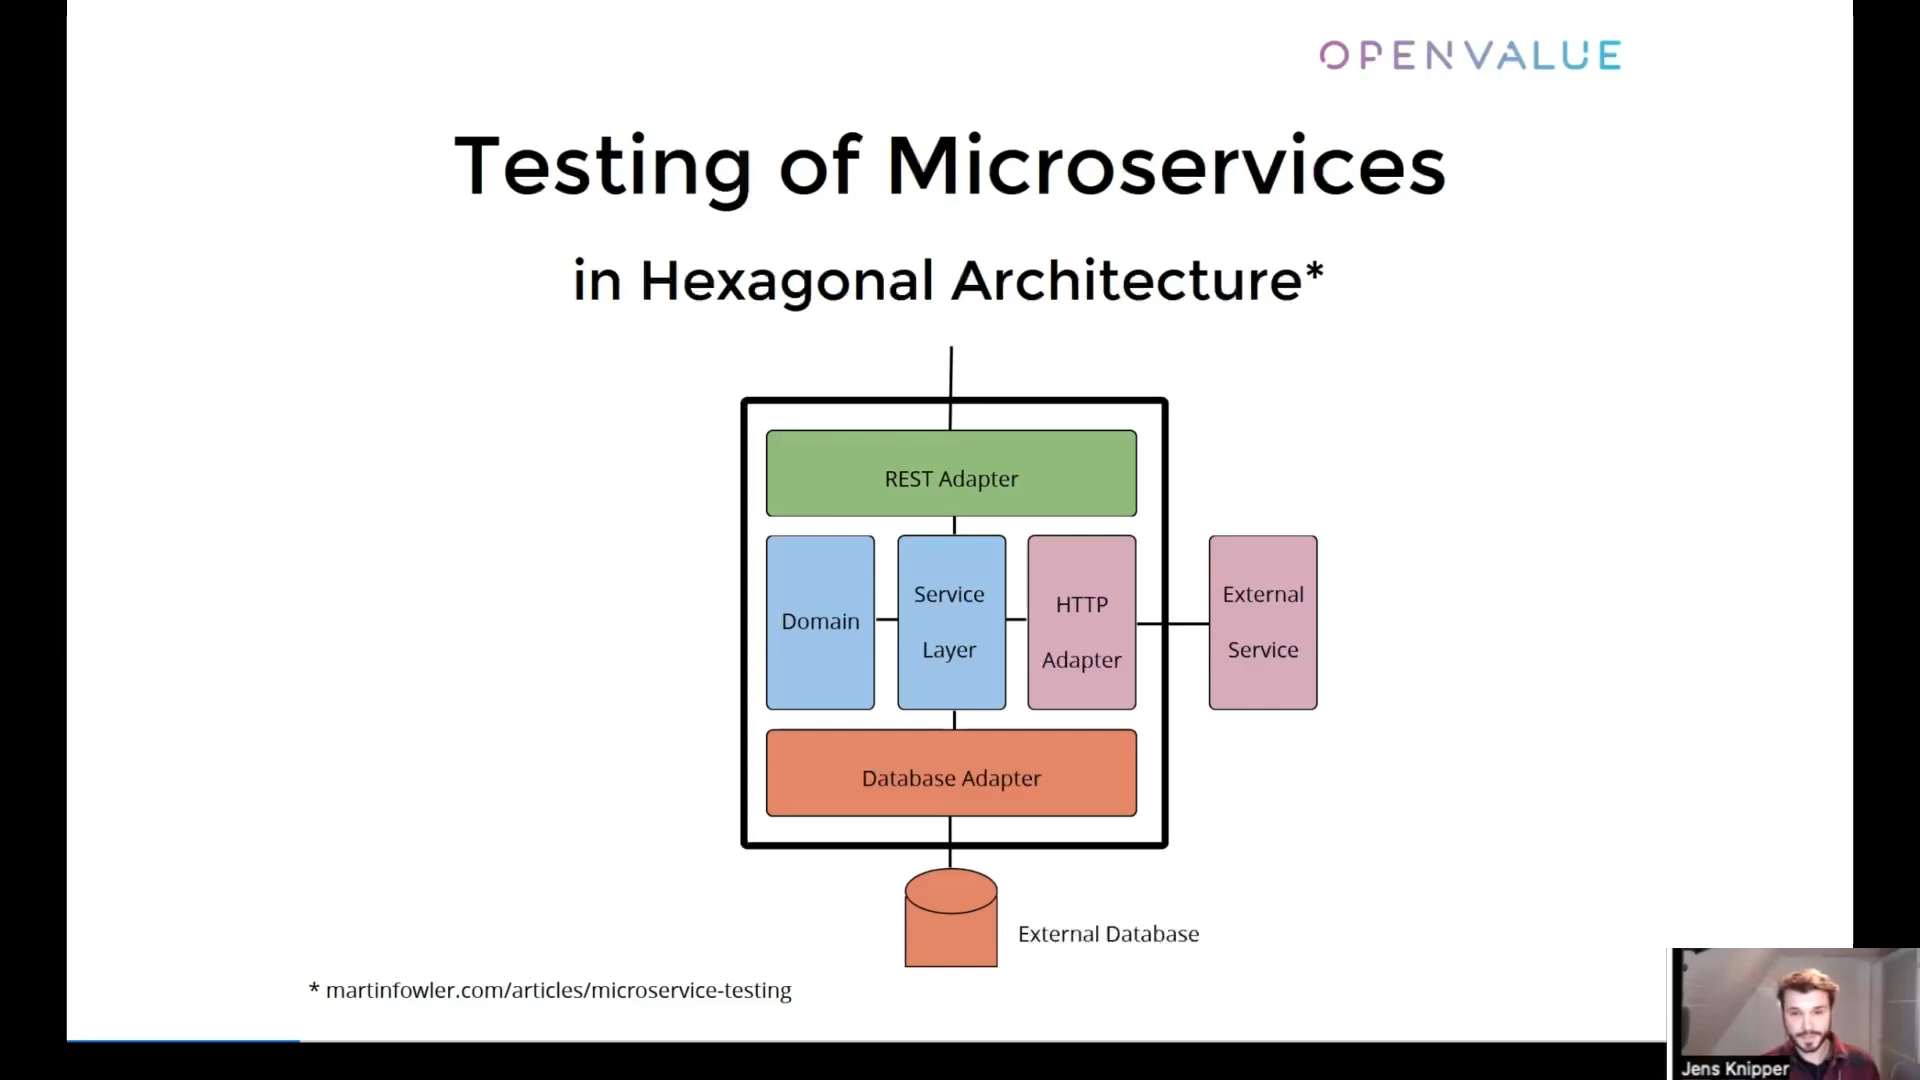 OPENVALUE
Testing of Microservices
in Hexagonal Architecture*
REST Adapter
Domain
Service
Layer
HTTP
Adapter
External
Service
Database Adapter
External Database
* martinfowler.com/articles/microservice-testing
Jens Knipper